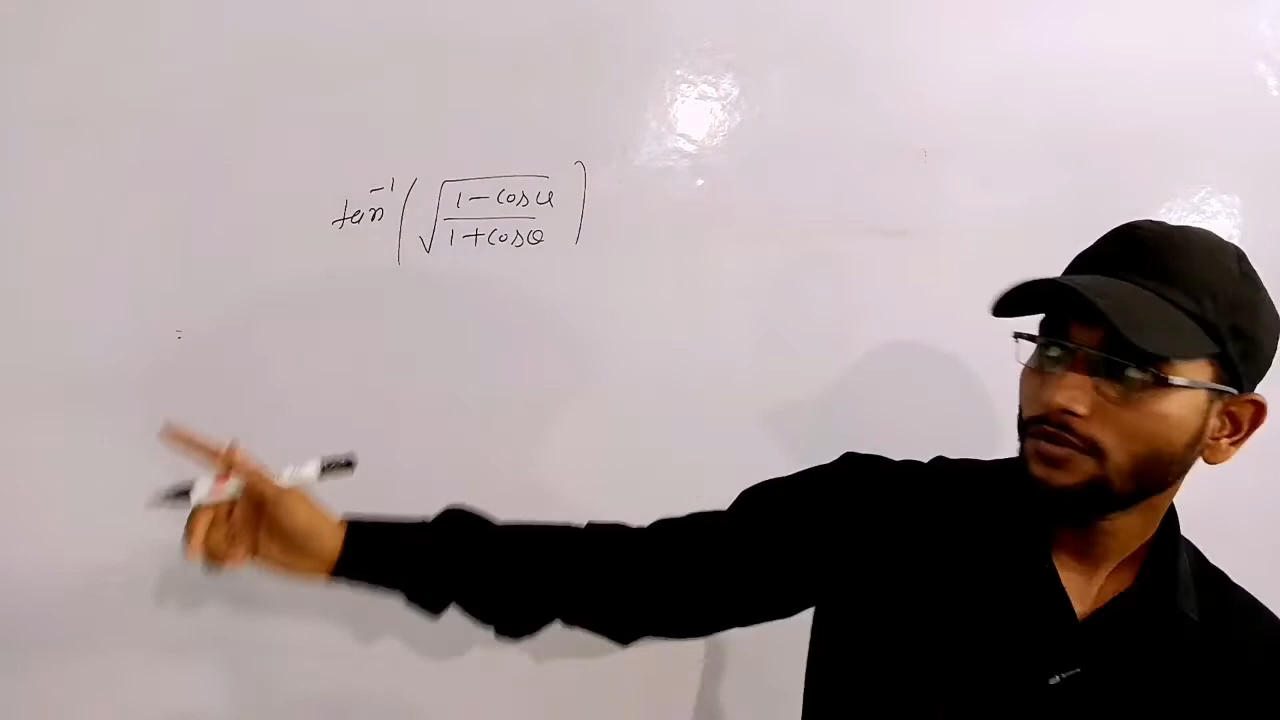 tan⁻¹(√((1-cosθ)/(1+cosθ)))
=